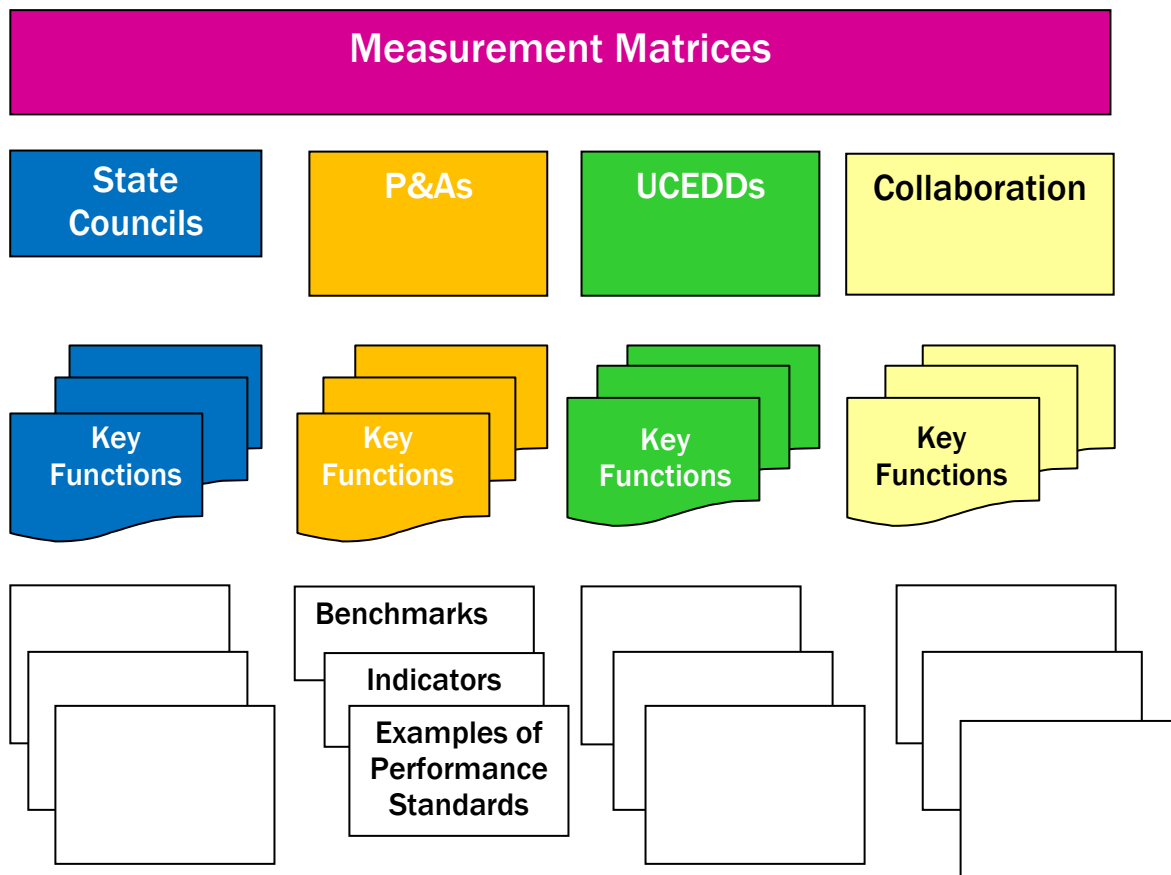 Measurement Matrices
State
Councils
P&As
UCEDDs
Collaboration
Key
Functions
Key
Functions
Key
Functions
Key
Functions
Benchmarks
Indicators
Examples of
Performance
Standards